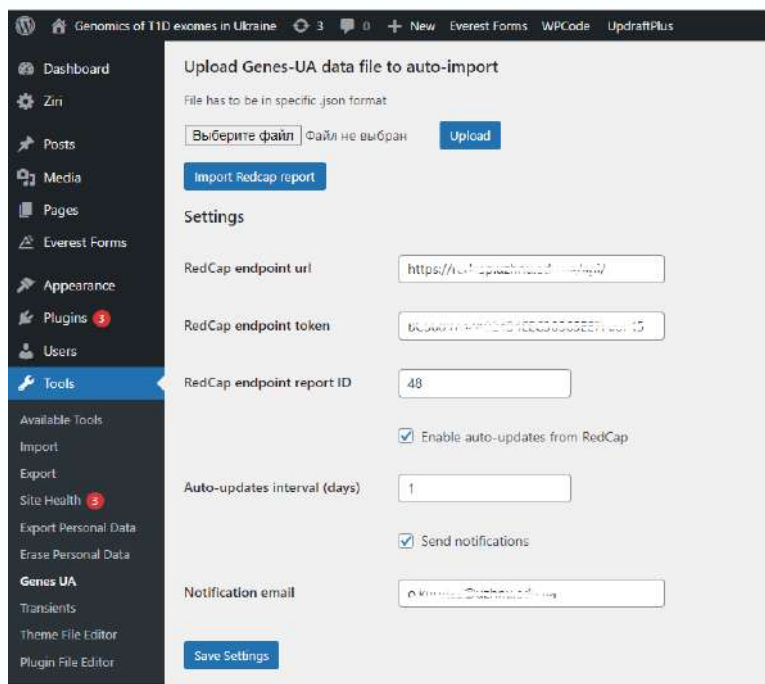 Genomics of T1D exomes in Ukraine 3 0 New Everest Forms WPCode UpdraftPlus
Dashboard
Ziri
Posts
Media
Pages
Everest Forms
Appearance
Plugins 3
Users
Tools
Available Tools
Import
Export
Site Health 3
Export Personal Data
Erase Personal Data
Genes UA
Transients
Theme File Editor
Plugin File Editor
Upload Genes-UA data file to auto-import
File has to be in specific .json format
Выберите файл Файл не выбран Upload
Import Redcap report
Settings
RedCap endpoint url https://
RedCap endpoint token
RedCap endpoint report ID 48
Enable auto-updates from RedCap
Auto-updates interval (days) 1
Send notifications
Notification email
Save Settings